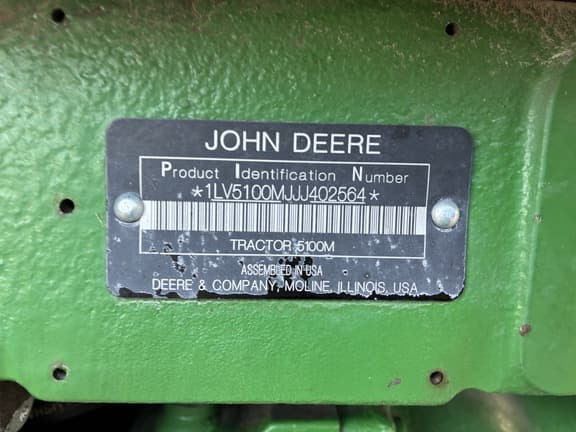 JOHN DEERE
Product Identification Number
*1LV5100MJJJ402564*
TRACTOR 5100M
ASSEMBLED IN USA
DEERE & COMPANY, MOLINE, ILLINOIS, USA